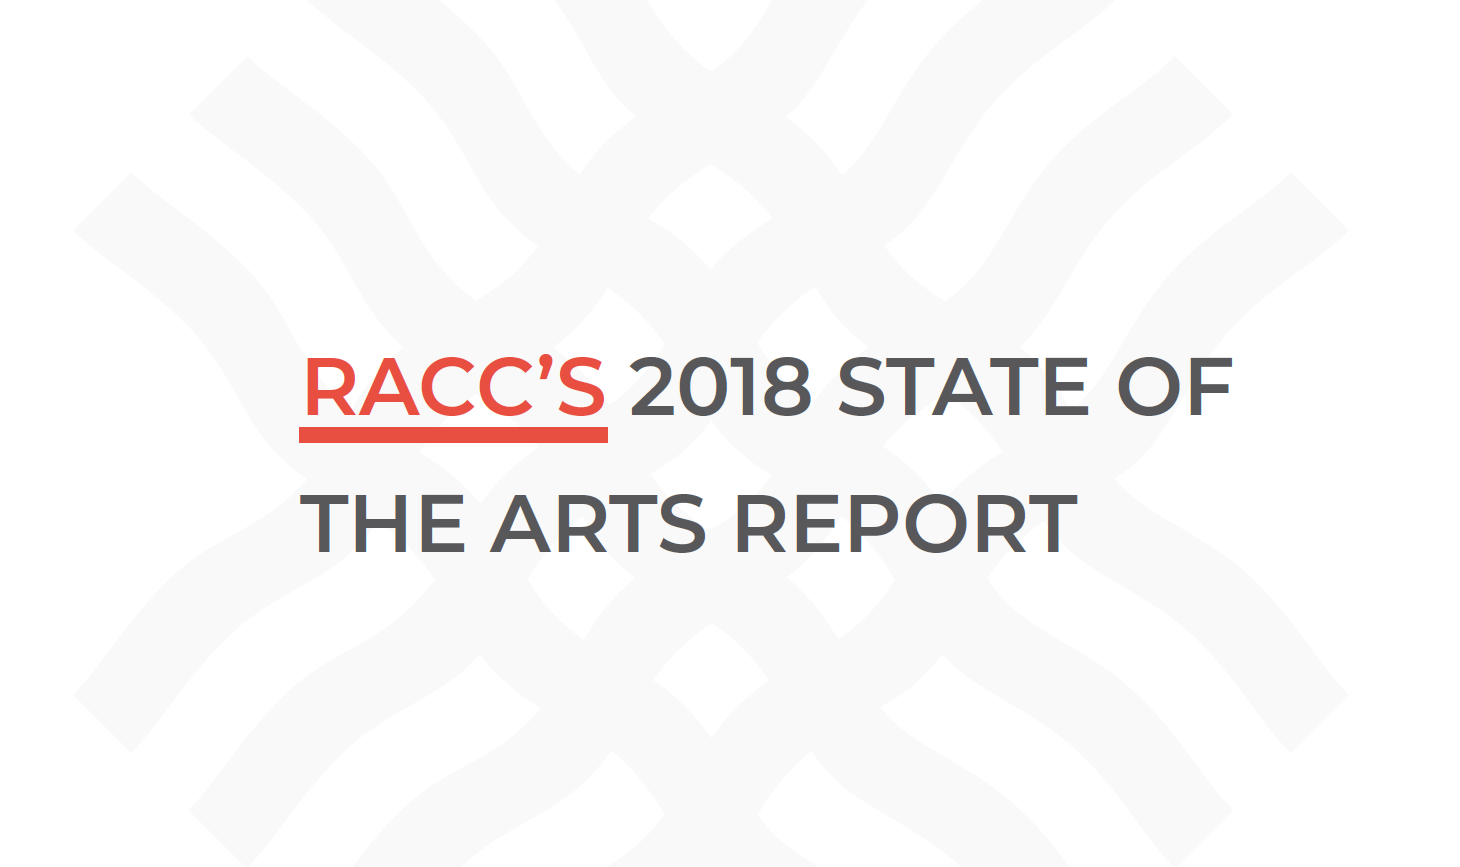 RACC’S 2018 STATE OF
THE ARTS REPORT